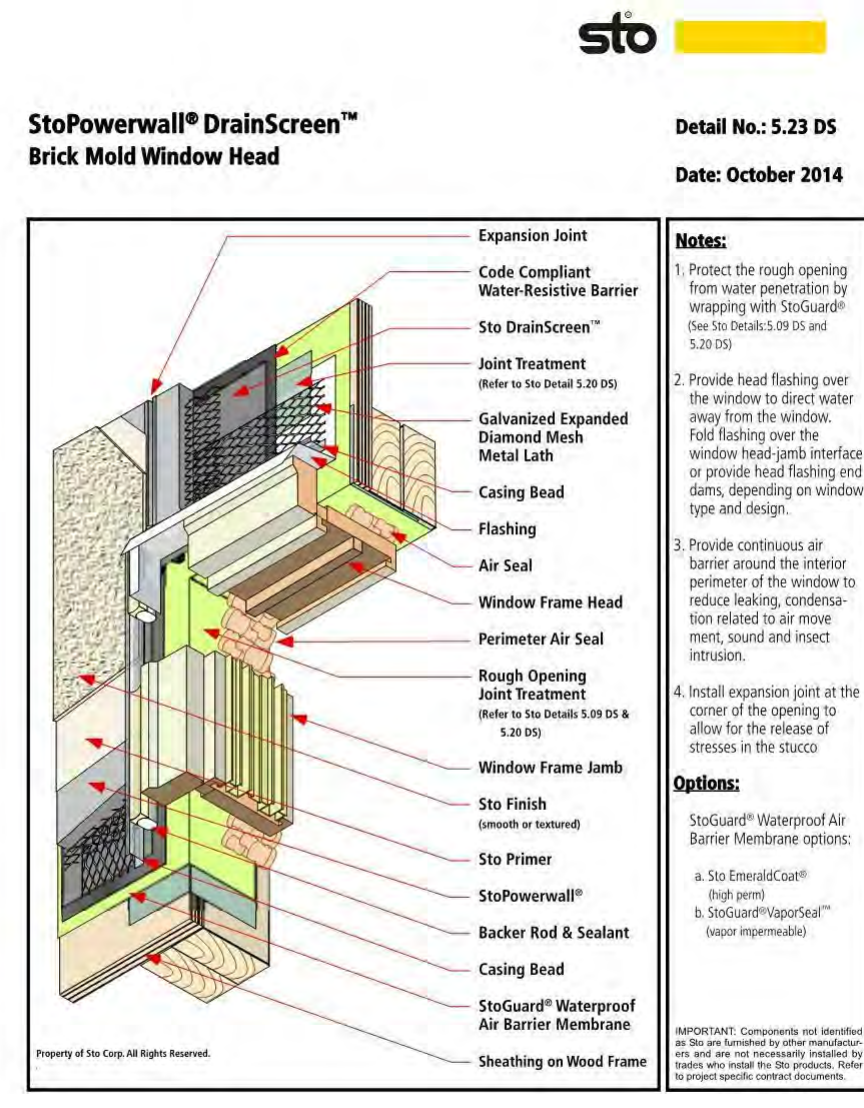 sto
StoPowerwall® DrainScreen™
Brick Mold Window Head
Detail No.: 5.23 DS
Date: October 2014
Expansion Joint
Code Compliant
Water-Resistive Barrier
Sto DrainScreen™
Joint Treatment
(Refer to Sto Detail 5.20 DS)
Galvanized Expanded
Diamond Mesh
Metal Lath
Casing Bead
Flashing
Air Seal
Window Frame Head
Perimeter Air Seal
Rough Opening
Joint Treatment
(Refer to Sto Details 5.09 DS &
5.20 DS)
Window Frame Jamb
Sto Finish
(smooth or textured)
Sto Primer
StoPowerwall®
Backer Rod & Sealant
Casing Bead
StoGuard® Waterproof
Air Barrier Membrane
Sheathing on Wood Frame
Property of Sto Corp. All Rights Reserved.
Notes:
1. Protect the rough opening
from water penetration by
wrapping with StoGuard®
(See Sto Details:5.09 DS and
5.20 DS)
2. Provide head flashing over
the window to direct water
away from the window.
Fold flashing over the
window head-jamb interface
or provide head flashing end
dams, depending on window
type and design.
3. Provide continuous air
barrier around the interior
perimeter of the window to
reduce leaking, condensa-
tion related to air move
ment, sound and insect
intrusion.
4. Install expansion joint at the
corner of the opening to
allow for the release of
stresses in the stucco
Options:
StoGuard® Waterproof Air
Barrier Membrane options:
a. Sto EmeraldCoat®
(high perm)
b. StoGuard®VaporSeal™
(vapor impermeable)
IMPORTANT: Components not identified
as Sto are furnished by other manufactur-
ers and are not necessarily installed by
trades who install the Sto products. Refer
to project specific contract documents.